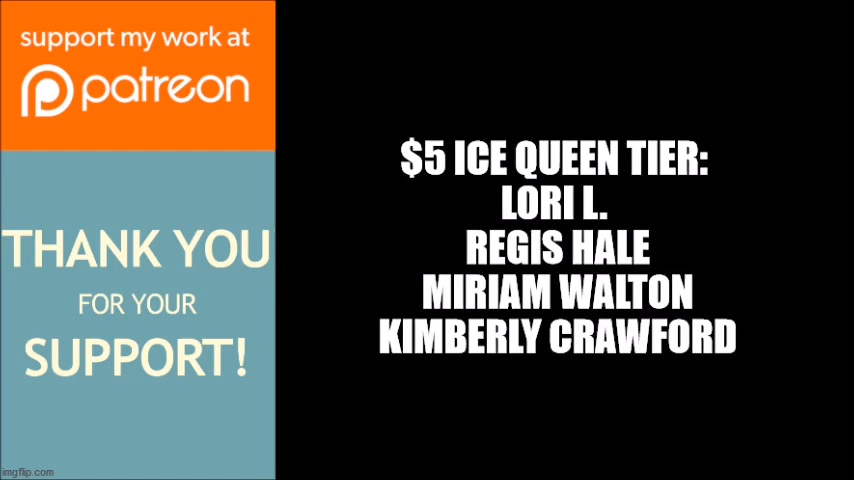 support my work at
patreon
THANK YOU
FOR YOUR
SUPPORT!
$5 ICE QUEEN TIER:
LORI L.
REGIS HALE
MIRIAM WALTON
KIMBERLY CRAWFORD
imgflip.com